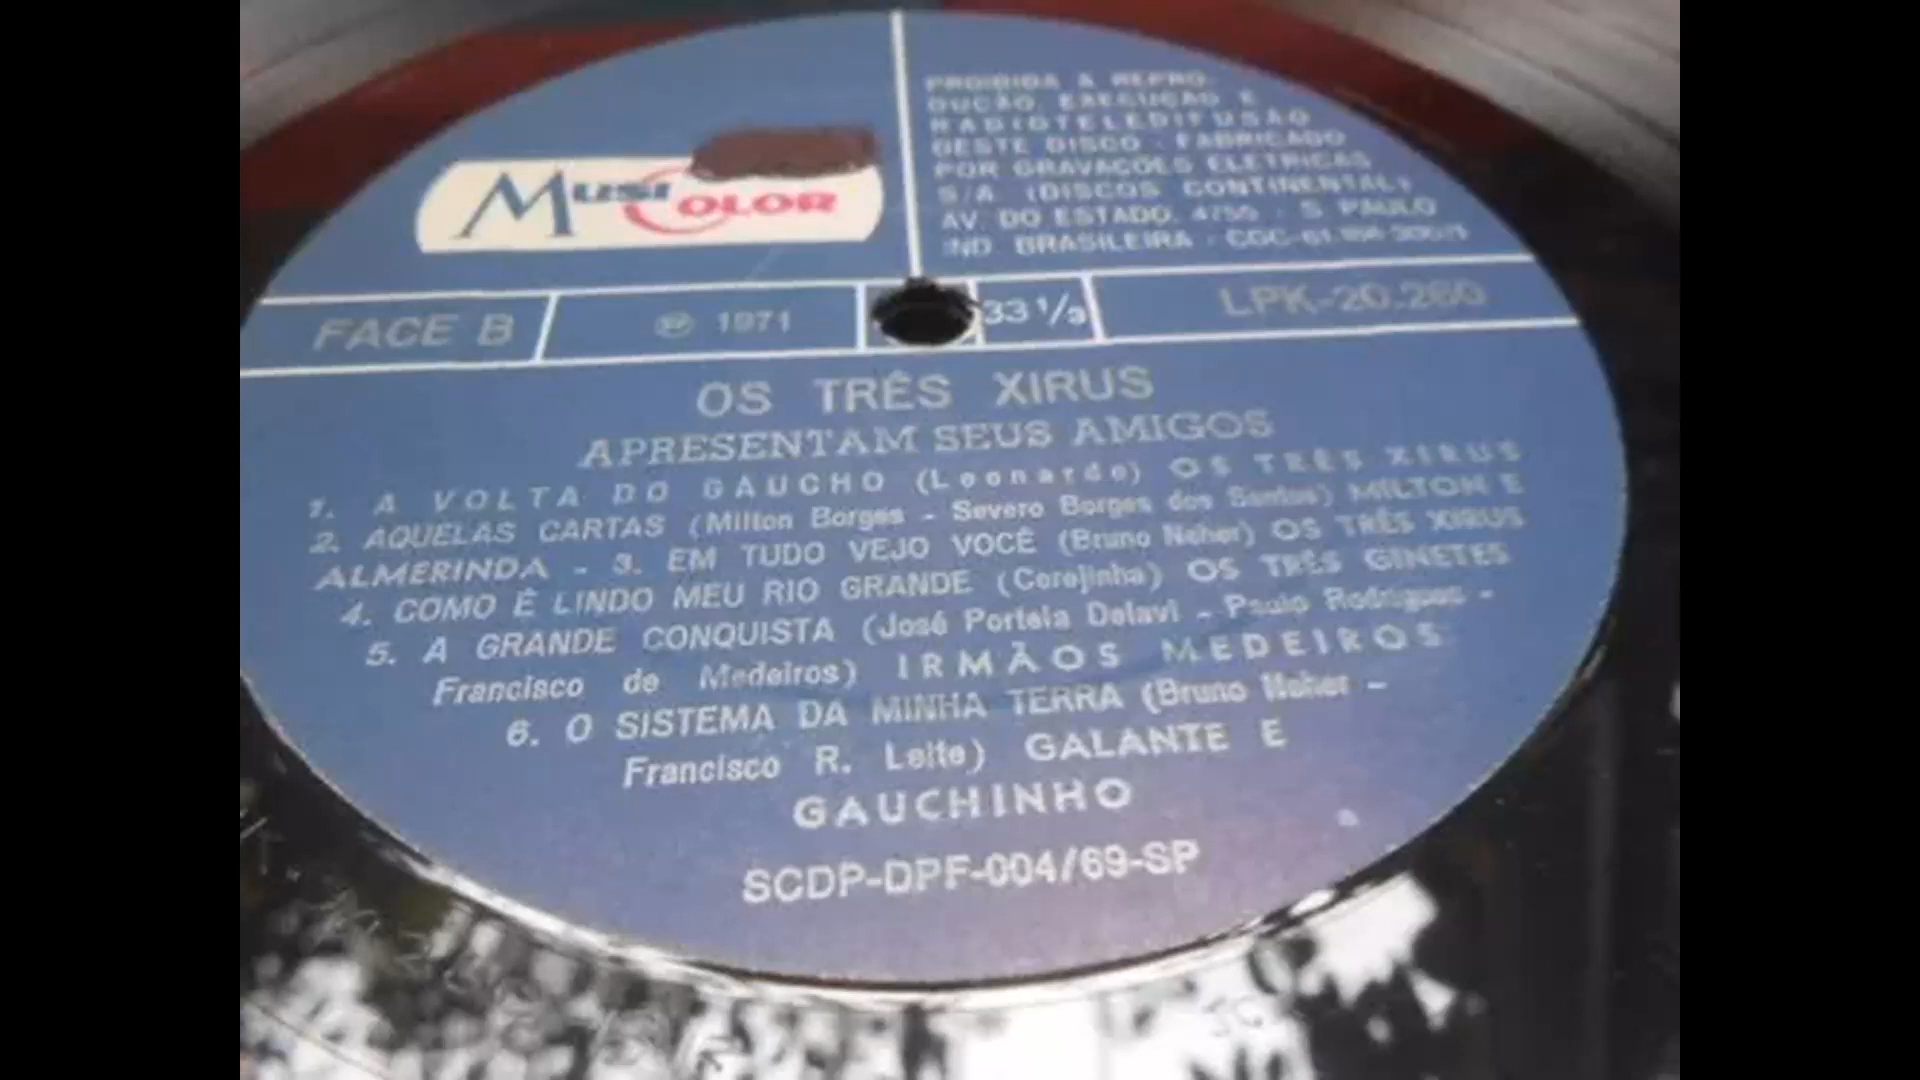 MUSICOLOR
PROIBIDA A REPRO-
DUÇÃO, EXECUÇÃO E
RADIOTELEDIFUSÃO
DESTE DISCO - FABRICADO
POR GRAVAÇÕES ELÉTRICAS
S/A (DISCOS CONTINENTAL)
AV. DO ESTADO, 4755 - S. PAULO
IND. BRASILEIRA - CGC-61.
FACE B
Ⓟ 1971
33 1/3
LPK-20.260
OS TRÊS XIRUS
APRESENTAM SEUS AMIGOS
1. A VOLTA DO GAUCHO (Leonardo) OS TRÊS XIRUS
2. AQUELAS CARTAS (Milton Borges - Severo Borges dos Santos) MILTON E
ALMERINDA - 3. EM TUDO VEJO VOCÊ (Bruno Neher) OS TRÊS XIRUS
4. COMO É LINDO MEU RIO GRANDE (Cerejinha) OS TRÊS GINETES
5. A GRANDE CONQUISTA (José Portela Delavi - Paulo Rodrigues -
Francisco de Medeiros) IRMÃOS MEDEIROS
6. O SISTEMA DA MINHA TERRA (Bruno Neher -
Francisco R. Leite) GALANTE E
GAUCHINHO
SCDP-DPF-004/69-SP